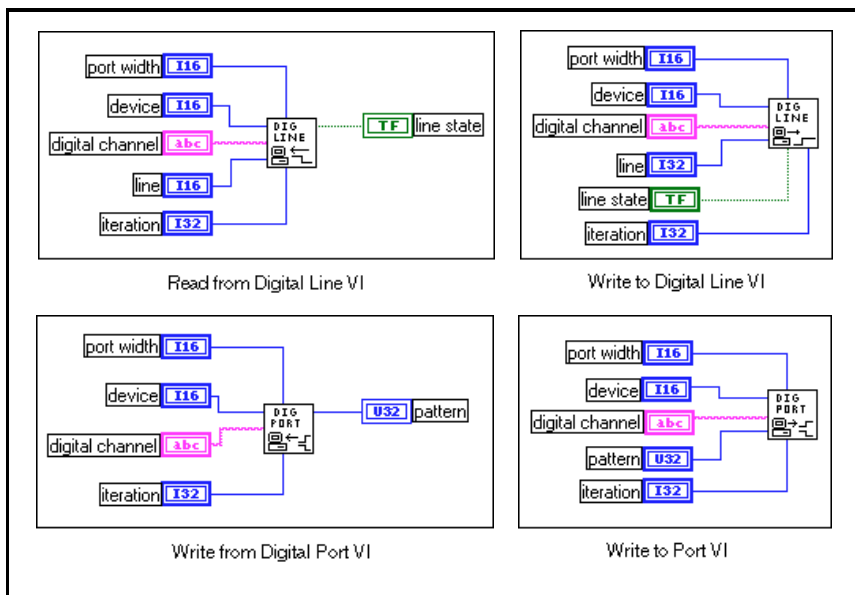 port width I16
device I16
digital channel abc
line I16
iteration I32
DIG
LINE
TF line state
Read from Digital Line VI
port width I16
device I16
digital channel abc
line I32
line state TF
iteration I32
DIG
LINE
Write to Digital Line VI
port width I16
device I16
digital channel abc
iteration I32
DIG
PORT
U32 pattern
Write from Digital Port VI
port width I16
device I16
digital channel abc
pattern U32
iteration I32
DIG
PORT
Write to Port VI